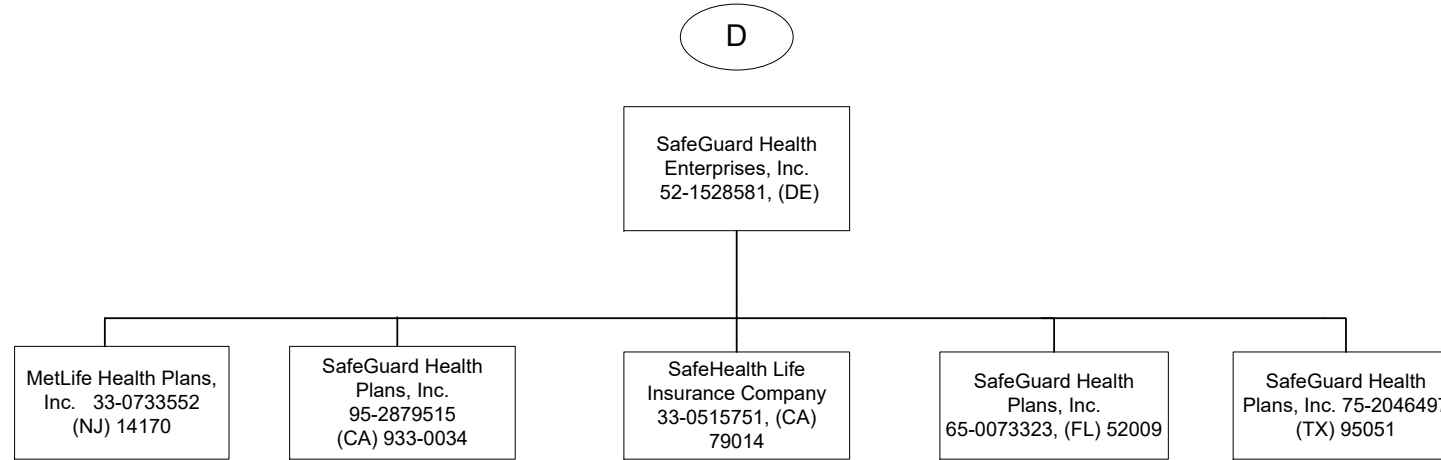 D
SafeGuard Health
Enterprises, Inc.
52-1528581, (DE)
MetLife Health Plans,
Inc. 33-0733552
(NJ) 14170
SafeGuard Health
Plans, Inc.
95-2879515
(CA) 933-0034
SafeHealth Life
Insurance Company
33-0515751, (CA)
79014
SafeGuard Health
Plans, Inc.
65-0073323, (FL) 52009
SafeGuard Health
Plans, Inc. 75-2046497
(TX) 95051